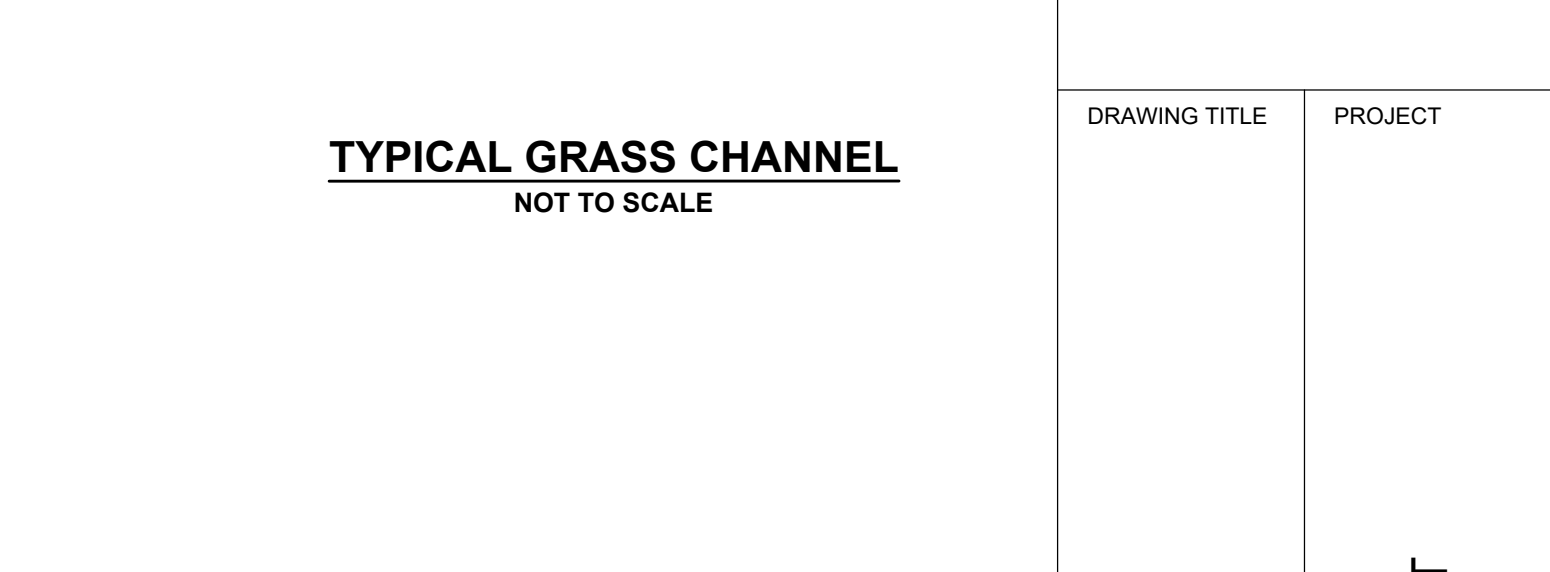 TYPICAL GRASS CHANNEL
NOT TO SCALE
DRAWING TITLE
PROJECT